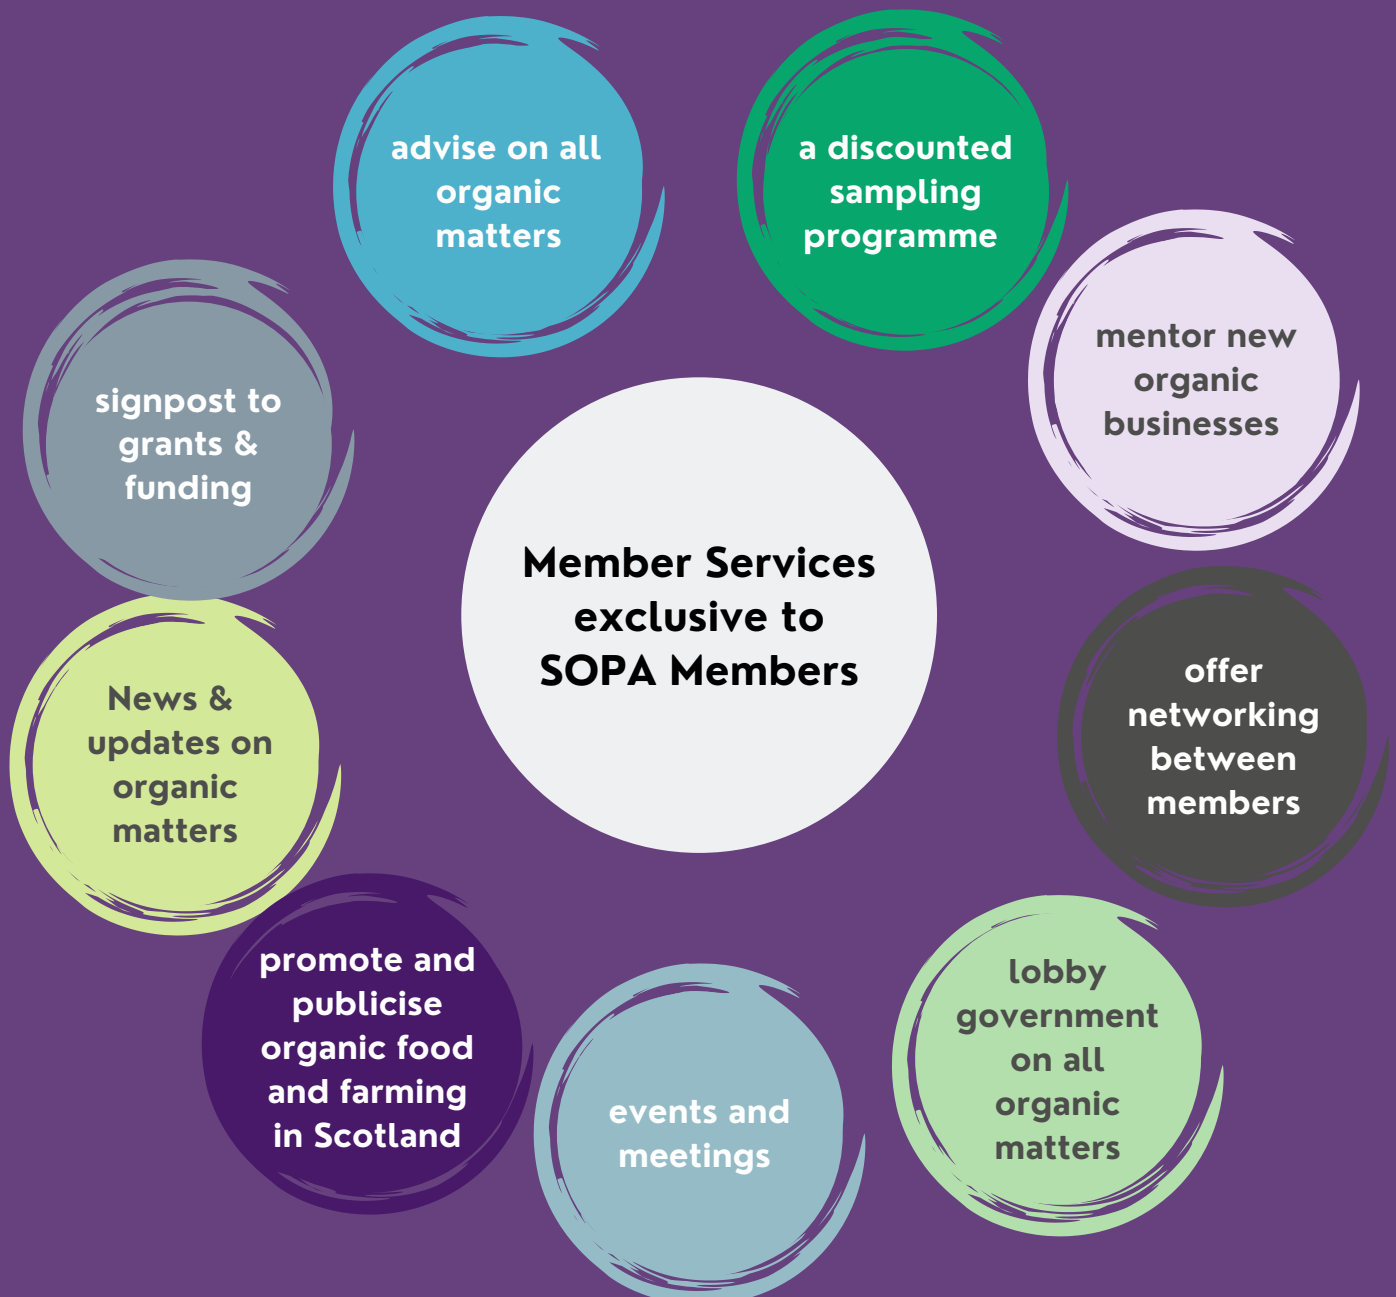 advise on all
organic
matters
a discounted
sampling
programme
mentor new
organic
businesses
signpost to
grants &
funding
Member Services
exclusive to
SOPA Members
offer
networking
between
members
News &
updates on
organic
matters
promote and
publicise
organic food
and farming
in Scotland
events and
meetings
lobby
government
on all
organic
matters